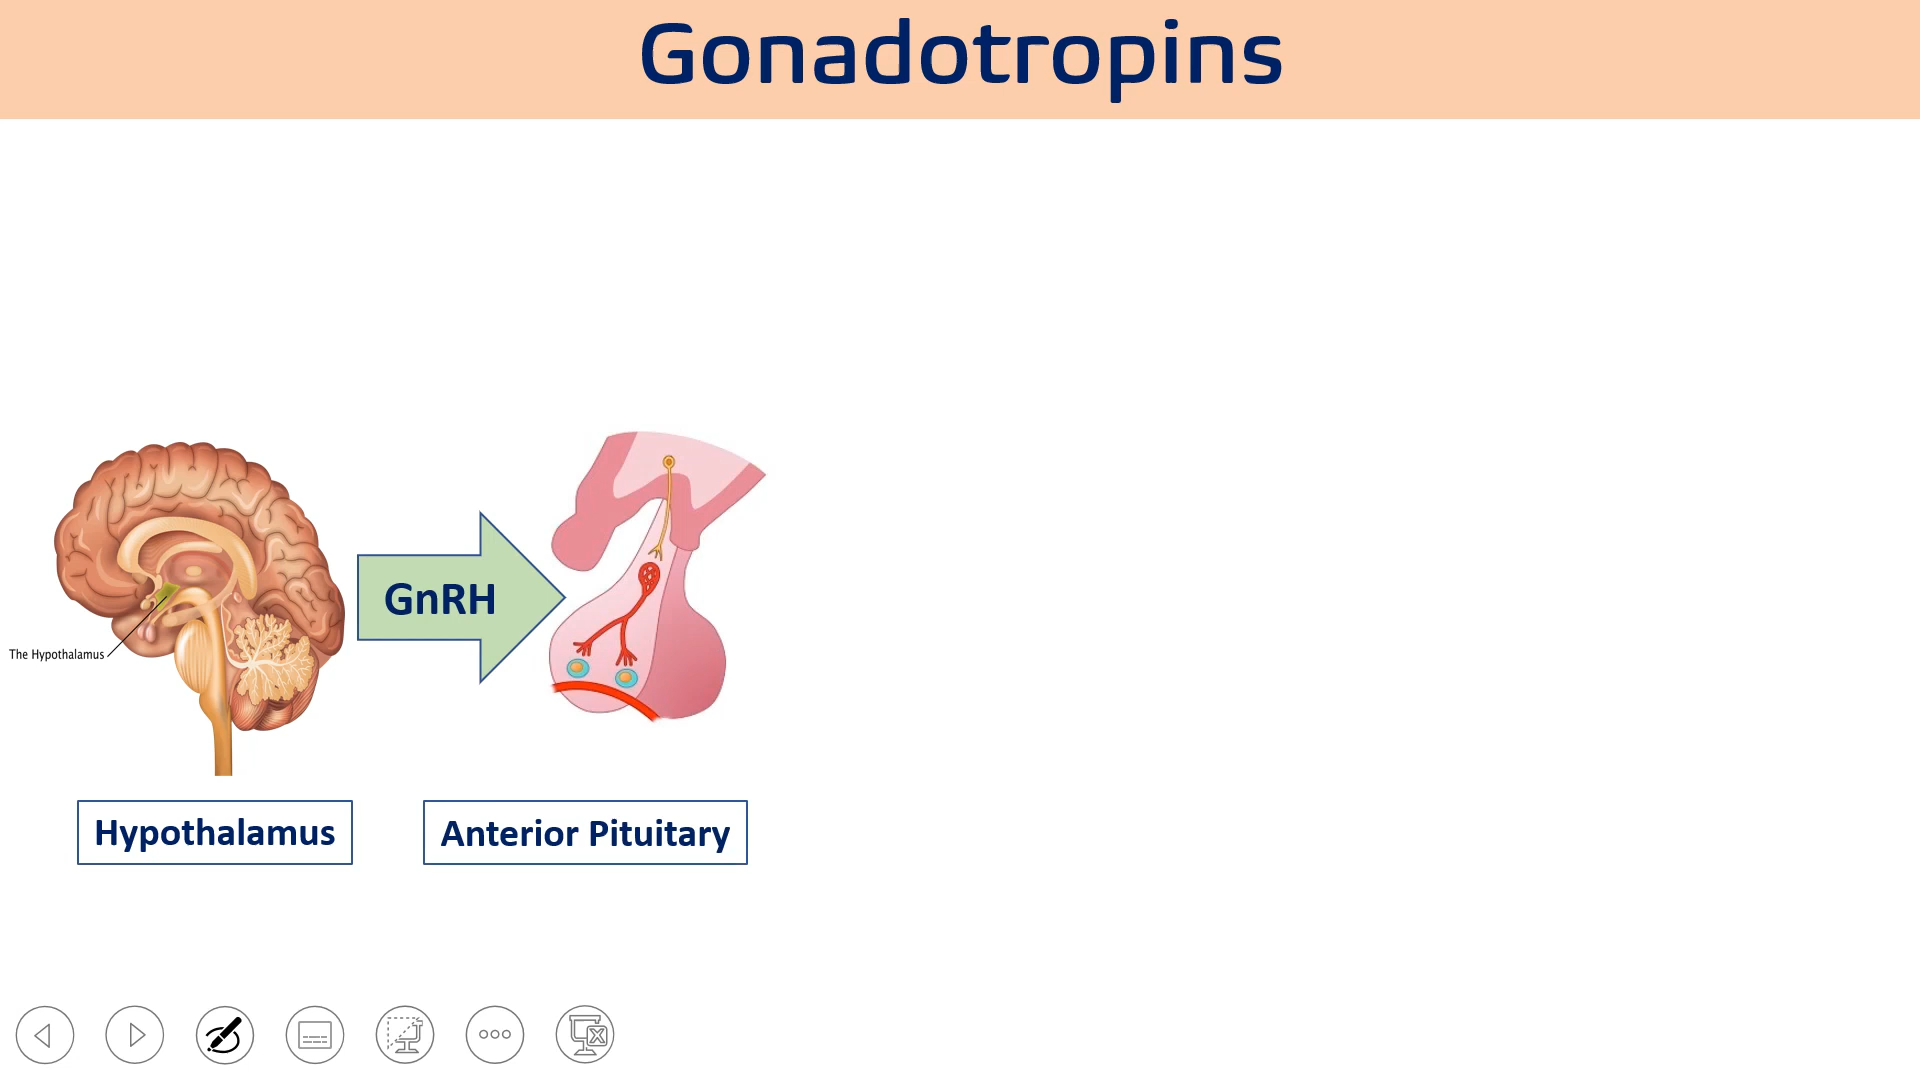 Gonadotropins
GnRH
The Hypothalamus
Hypothalamus
Anterior Pituitary